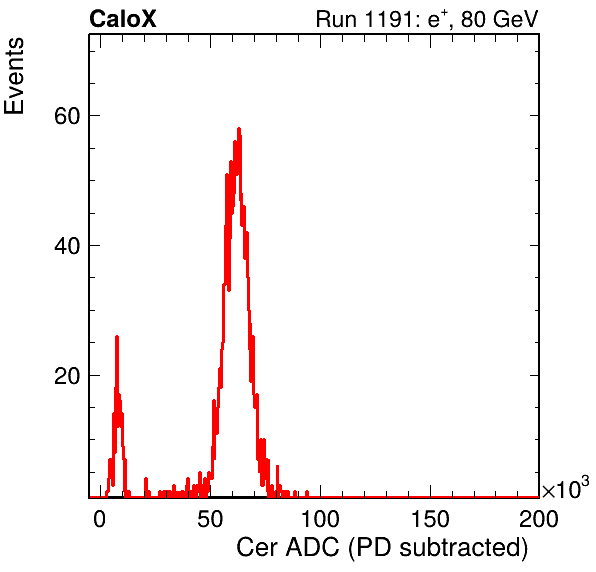 CaloX Run 1191: e⁺, 80 GeV
Events
60
40
20
0 50 100 150 200
×10³
Cer ADC (PD subtracted)